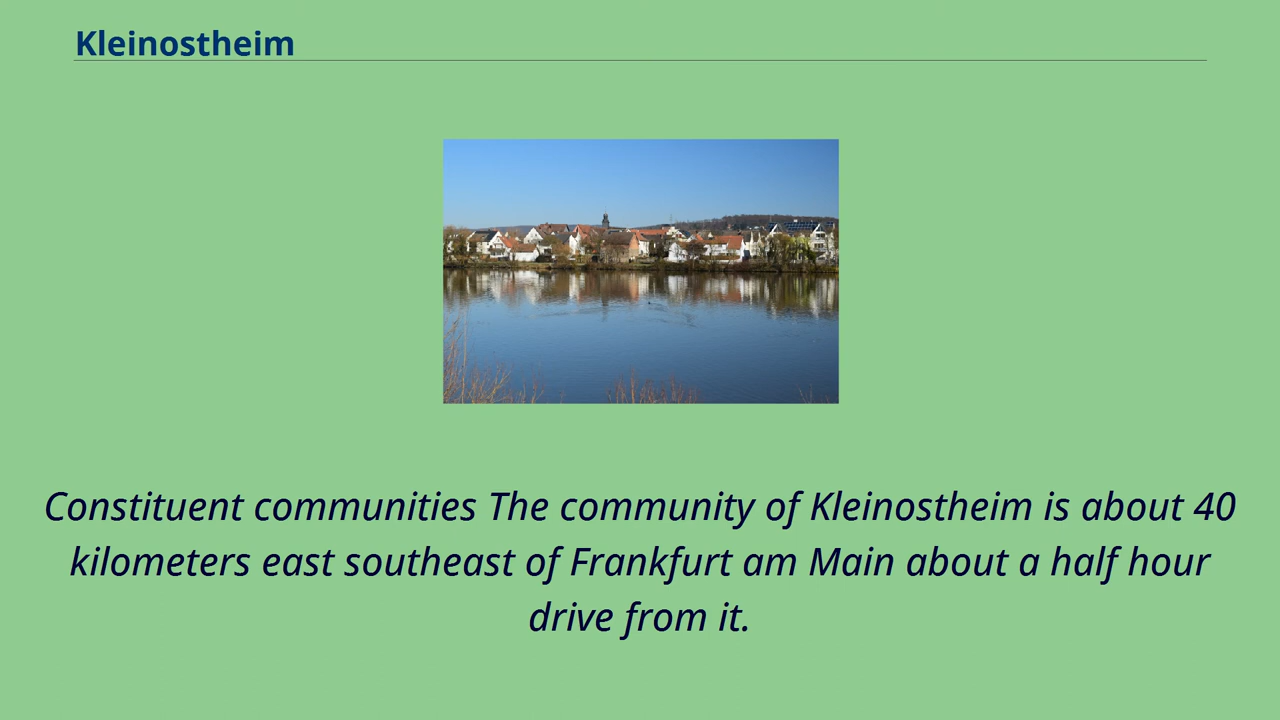 Kleinostheim
Constituent communities The community of Kleinostheim is about 40
kilometers east southeast of Frankfurt am Main about a half hour
drive from it.